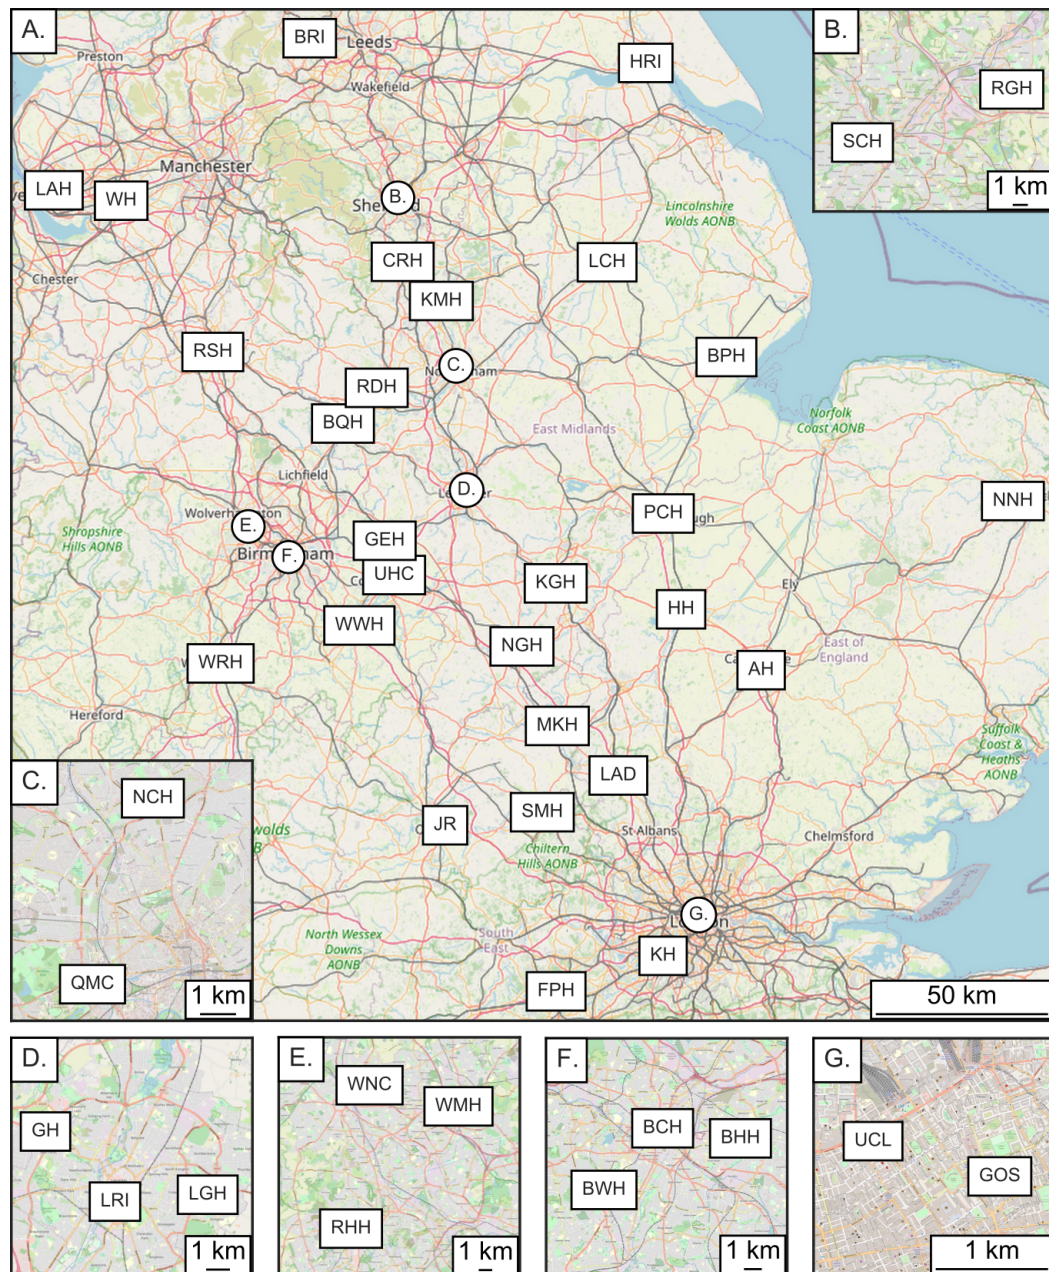 A.
BRI
Leeds
HRI
B.
RGH
SCH
1 km
Preston
Wakefield
Manchester
LAH
WH
B.
Lincolnshire
Wolds AONB
CRH
LCH
Chester
KMH
RSH
C.
BPH
RDH
BQH
East Midlands
Norfolk
Coast AONB
Lichfield
D.
NNH
PCH
Shropshire
Hills AONB
E.
F.
GEH
UHC
KGH
Ely
HH
WWH
NGH
East of
England
WRH
AH
Hereford
MKH
Suffolk
Coast &
Heaths
AONB
C.
NCH
LAD
SMH
JR
St Albans
Chelmsford
Chiltern
Hills AONB
G.
North Wessex
Downs
AONB
South
East
KH
QMC
1 km
FPH
50 km
D.
GH
LRI
LGH
1 km
E.
WNC
WMH
RHH
1 km
F.
BCH
BHH
BWH
1 km
G.
UCL
GOS
1 km